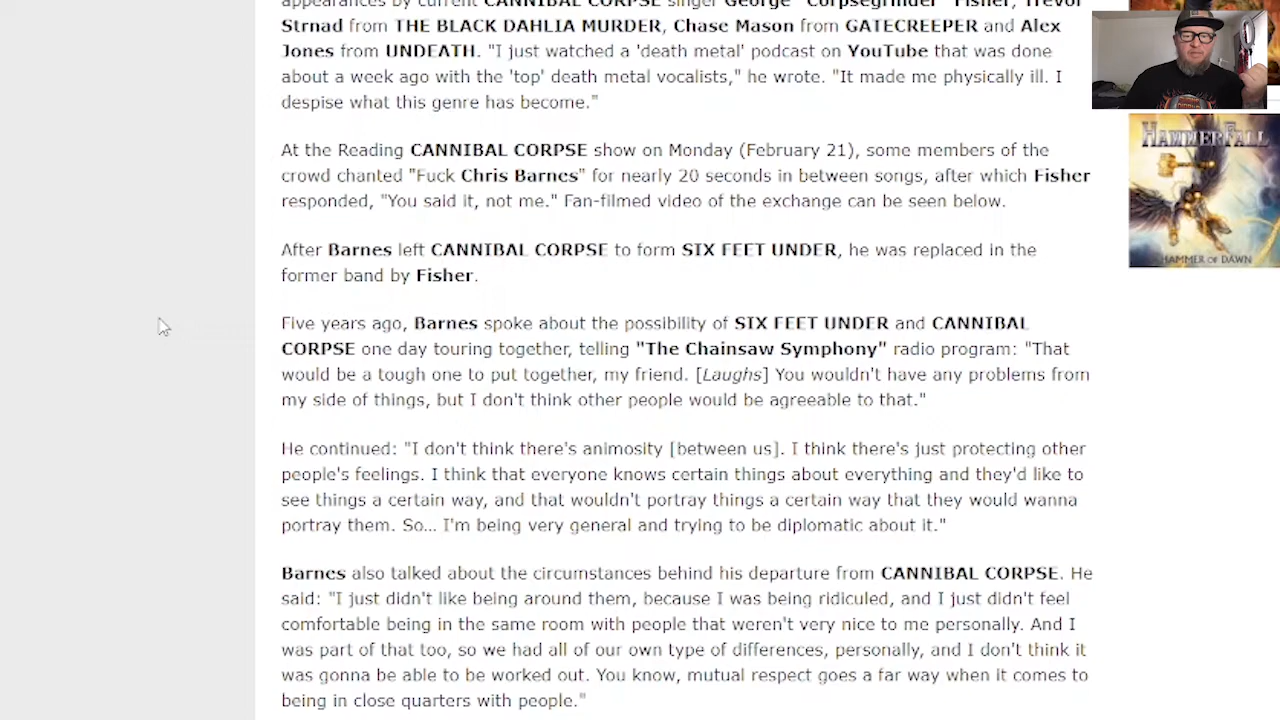 appearances by current CANNIBAL CORPSE singer George "Corpsegrinder" Fisher, Trevor
Strnad from THE BLACK DAHLIA MURDER, Chase Mason from GATECREEPER and Alex
Jones from UNDEATH. "I just watched a 'death metal' podcast on YouTube that was done
about a week ago with the 'top' death metal vocalists," he wrote. "It made me physically ill. I
despise what this genre has become."
At the Reading CANNIBAL CORPSE show on Monday (February 21), some members of the
crowd chanted "Fuck Chris Barnes" for nearly 20 seconds in between songs, after which Fisher
responded, "You said it, not me." Fan-filmed video of the exchange can be seen below.
After Barnes left CANNIBAL CORPSE to form SIX FEET UNDER, he was replaced in the
former band by Fisher.
Five years ago, Barnes spoke about the possibility of SIX FEET UNDER and CANNIBAL
CORPSE one day touring together, telling "The Chainsaw Symphony" radio program: "That
would be a tough one to put together, my friend. [Laughs] You wouldn't have any problems from
my side of things, but I don't think other people would be agreeable to that."
He continued: "I don't think there's animosity [between us]. I think there's just protecting other
people's feelings. I think that everyone knows certain things about everything and they'd like to
see things a certain way, and that wouldn't portray things a certain way that they would wanna
portray them. So... I'm being very general and trying to be diplomatic about it."
Barnes also talked about the circumstances behind his departure from CANNIBAL CORPSE. He
said: "I just didn't like being around them, because I was being ridiculed, and I just didn't feel
comfortable being in the same room with people that weren't very nice to me personally. And I
was part of that too, so we had all of our own type of differences, personally, and I don't think it
was gonna be able to be worked out. You know, mutual respect goes a far way when it comes to
being in close quarters with people."
HAMMERFALL
HAMMER OF DAWN